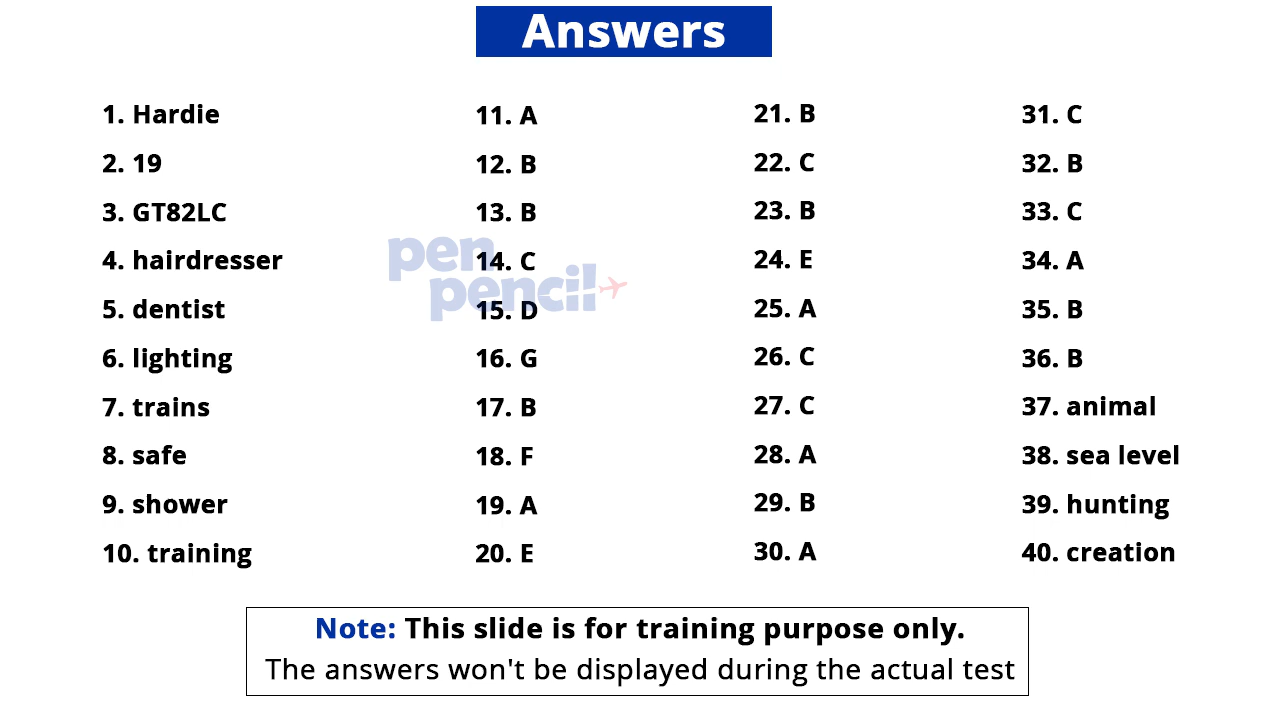 Answers
1. Hardie
2. 19
3. GT82LC
4. hairdresser
5. dentist
6. lighting
7. trains
8. safe
9. shower
10. training
11. A
12. B
13. B
14. C
15. D
16. G
17. B
18. F
19. A
20. E
21. B
22. C
23. B
24. E
25. A
26. C
27. C
28. A
29. B
30. A
31. C
32. B
33. C
34. A
35. B
36. B
37. animal
38. sea level
39. hunting
40. creation
pen
pencil
Note: This slide is for training purpose only.
The answers won't be displayed during the actual test